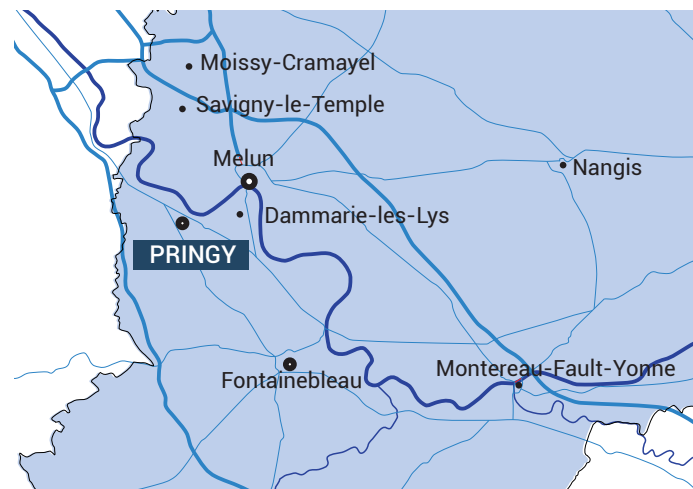 Moissy-Cramayel
Savigny-le-Temple
Melun
Nangis
Dammarie-les-Lys
PRINGY
Montereau-Fault-Yonne
Fontainebleau